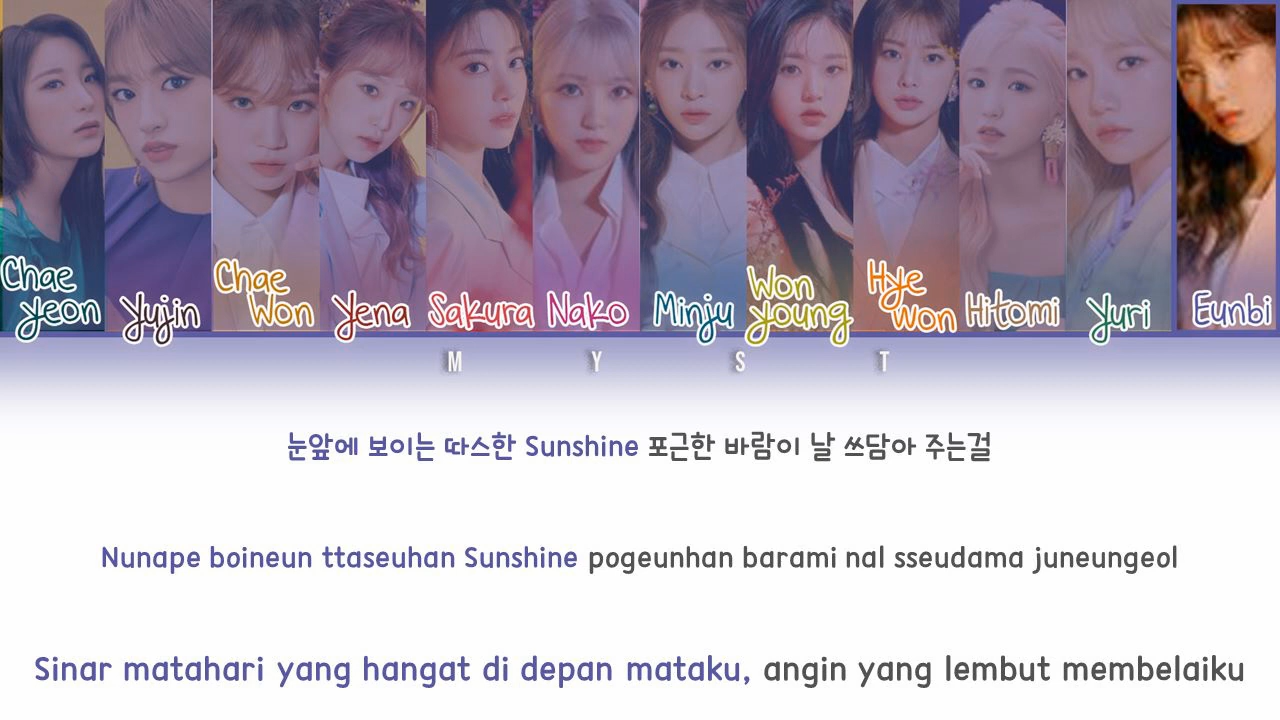 Chae Yeon
Yujin
Chae Won
Yena
Sakura
Nako
Minju
Won Young
Hye Won
Hitomi
Yuri
Eunbi
M Y S T
눈앞에 보이는 따스한 Sunshine 포근한 바람이 날 쓰담아 주는걸
Nunape boineun ttaseuhan Sunshine pogeunhan barami nal sseudama juneungeol
Sinar matahari yang hangat di depan mataku, angin yang lembut membelaiku